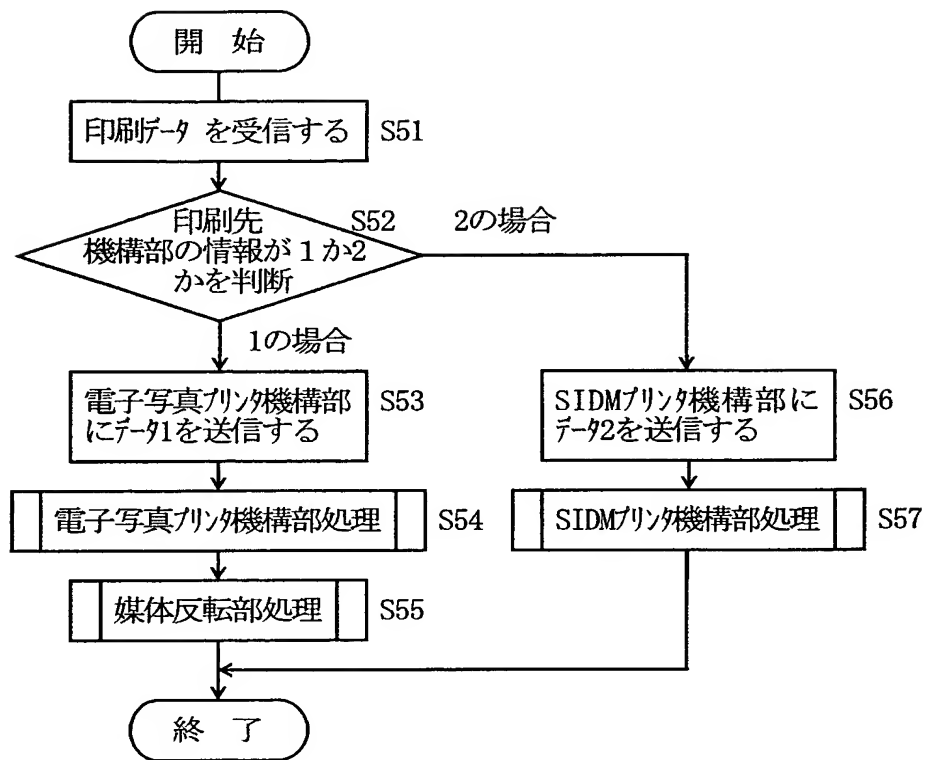 開 始
印刷ﾃﾞｰﾀ を受信する
S51
印刷先
機構部の情報が1か2
かを判断
S52
2の場合
1の場合
電子写真ﾌﾟﾘﾝﾀ機構部
にﾃﾞｰﾀ1を送信する
S53
SIDMﾌﾟﾘﾝﾀ機構部に
ﾃﾞｰﾀ2を送信する
S56
電子写真ﾌﾟﾘﾝﾀ機構部処理
S54
SIDMﾌﾟﾘﾝﾀ機構部処理
S57
媒体反転部処理
S55
終 了